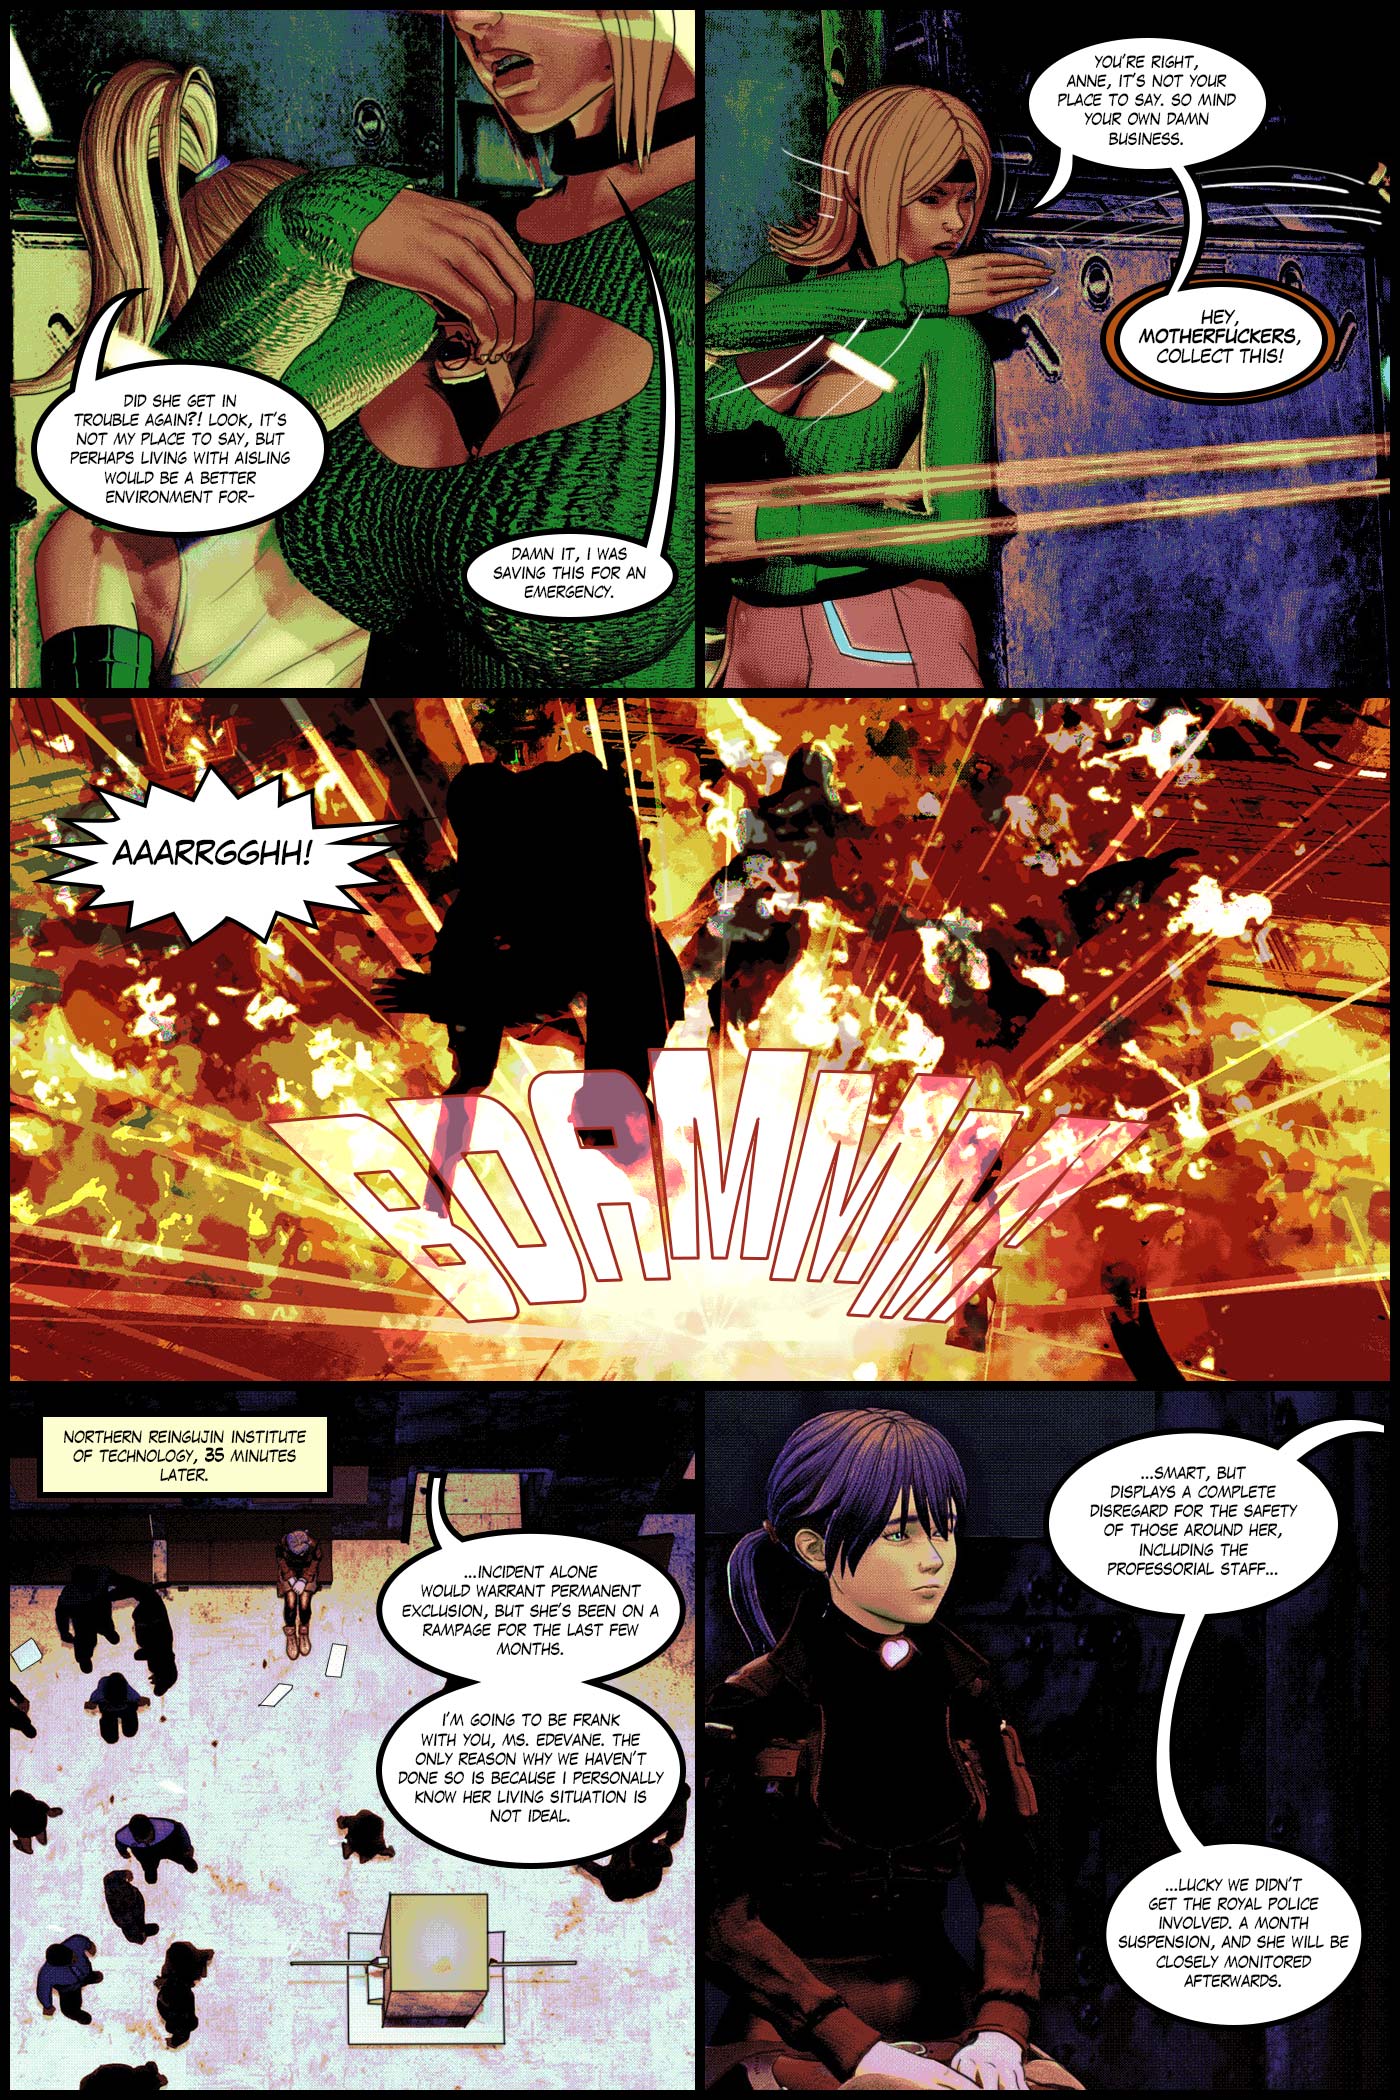 DID SHE GET IN
TROUBLE AGAIN?! LOOK, IT'S
NOT MY PLACE TO SAY, BUT
PERHAPS LIVING WITH AISLING
WOULD BE A BETTER
ENVIRONMENT FOR-
DAMN IT, I WAS
SAVING THIS FOR AN
EMERGENCY.
YOU'RE RIGHT,
ANNE, IT'S NOT YOUR
PLACE TO SAY. SO MIND
YOUR OWN DAMN
BUSINESS.
HEY,
MOTHERFUCKERS,
COLLECT THIS!
AAARRGGHH!
BOAMMM!
NORTHERN REINGUJIN INSTITUTE
OF TECHNOLOGY, 35 MINUTES
LATER.
...INCIDENT ALONE
WOULD WARRANT PERMANENT
EXCLUSION, BUT SHE'S BEEN ON A
RAMPAGE FOR THE LAST FEW
MONTHS.
I'M GOING TO BE FRANK
WITH YOU, MS. EDEVANE. THE
ONLY REASON WHY WE HAVEN'T
DONE SO IS BECAUSE I PERSONALLY
KNOW HER LIVING SITUATION IS
NOT IDEAL.
...SMART, BUT
DISPLAYS A COMPLETE
DISREGARD FOR THE SAFETY
OF THOSE AROUND HER,
INCLUDING THE
PROFESSORIAL STAFF...
...LUCKY WE DIDN'T
GET THE ROYAL POLICE
INVOLVED. A MONTH
SUSPENSION, AND SHE WILL BE
CLOSELY MONITORED
AFTERWARDS.